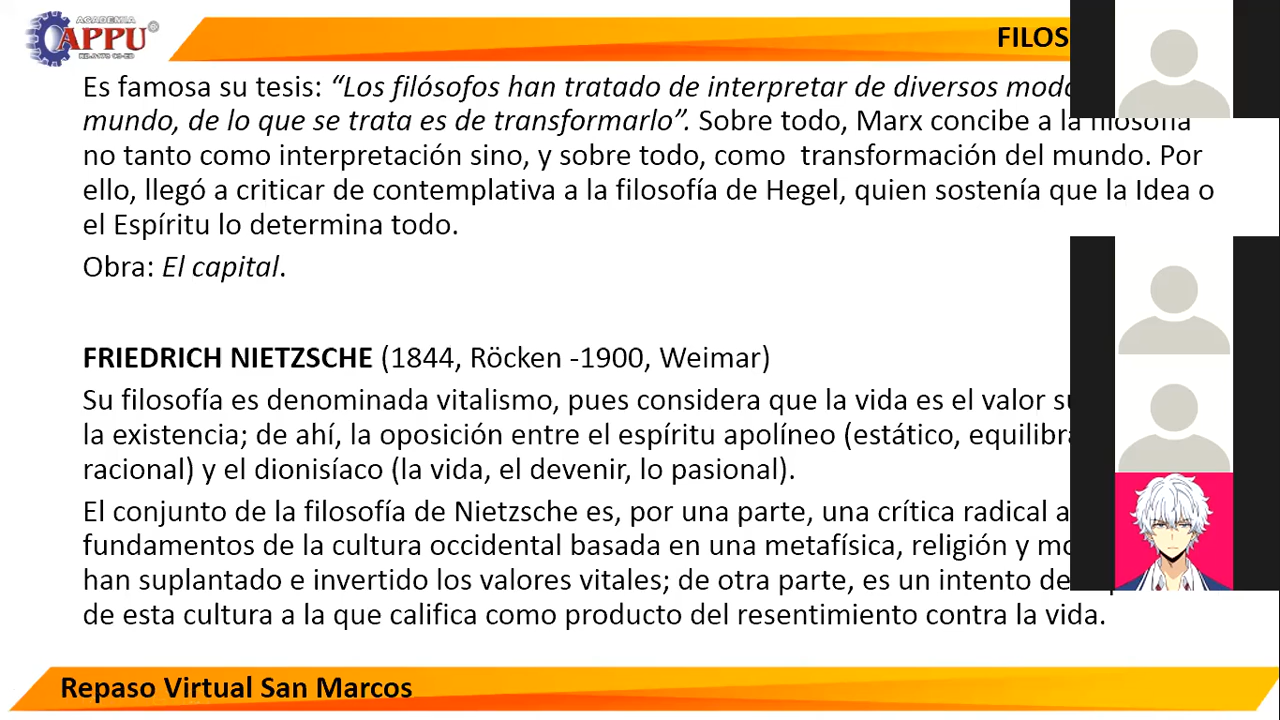 ACADEMIA
APPU
FILOS
Es famosa su tesis: “Los filósofos han tratado de interpretar de diversos modo
mundo, de lo que se trata es de transformarlo”. Sobre todo, Marx concibe a la filosofía
no tanto como interpretación sino, y sobre todo, como transformación del mundo. Por
ello, llegó a criticar de contemplativa a la filosofía de Hegel, quien sostenía que la Idea o
el Espíritu lo determina todo.
Obra: El capital.
FRIEDRICH NIETZSCHE (1844, Röcken -1900, Weimar)
Su filosofía es denominada vitalismo, pues considera que la vida es el valor su
la existencia; de ahí, la oposición entre el espíritu apolíneo (estático, equilibra
racional) y el dionisíaco (la vida, el devenir, lo pasional).
El conjunto de la filosofía de Nietzsche es, por una parte, una crítica radical a
fundamentos de la cultura occidental basada en una metafísica, religión y mo
han suplantado e invertido los valores vitales; de otra parte, es un intento de
de esta cultura a la que califica como producto del resentimiento contra la vida.
Repaso Virtual San Marcos